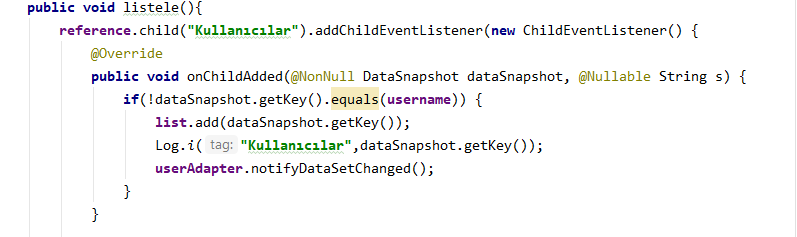 public void listele(){
reference.child("Kullanıcılar").addChildEventListener(new ChildEventListener() {
@Override
public void onChildAdded(@NonNull DataSnapshot dataSnapshot, @Nullable String s) {
if(!dataSnapshot.getKey().equals(username)) {
list.add(dataSnapshot.getKey());
Log.i( tag: "Kullanıcılar",dataSnapshot.getKey());
userAdapter.notifyDataSetChanged();
}
}